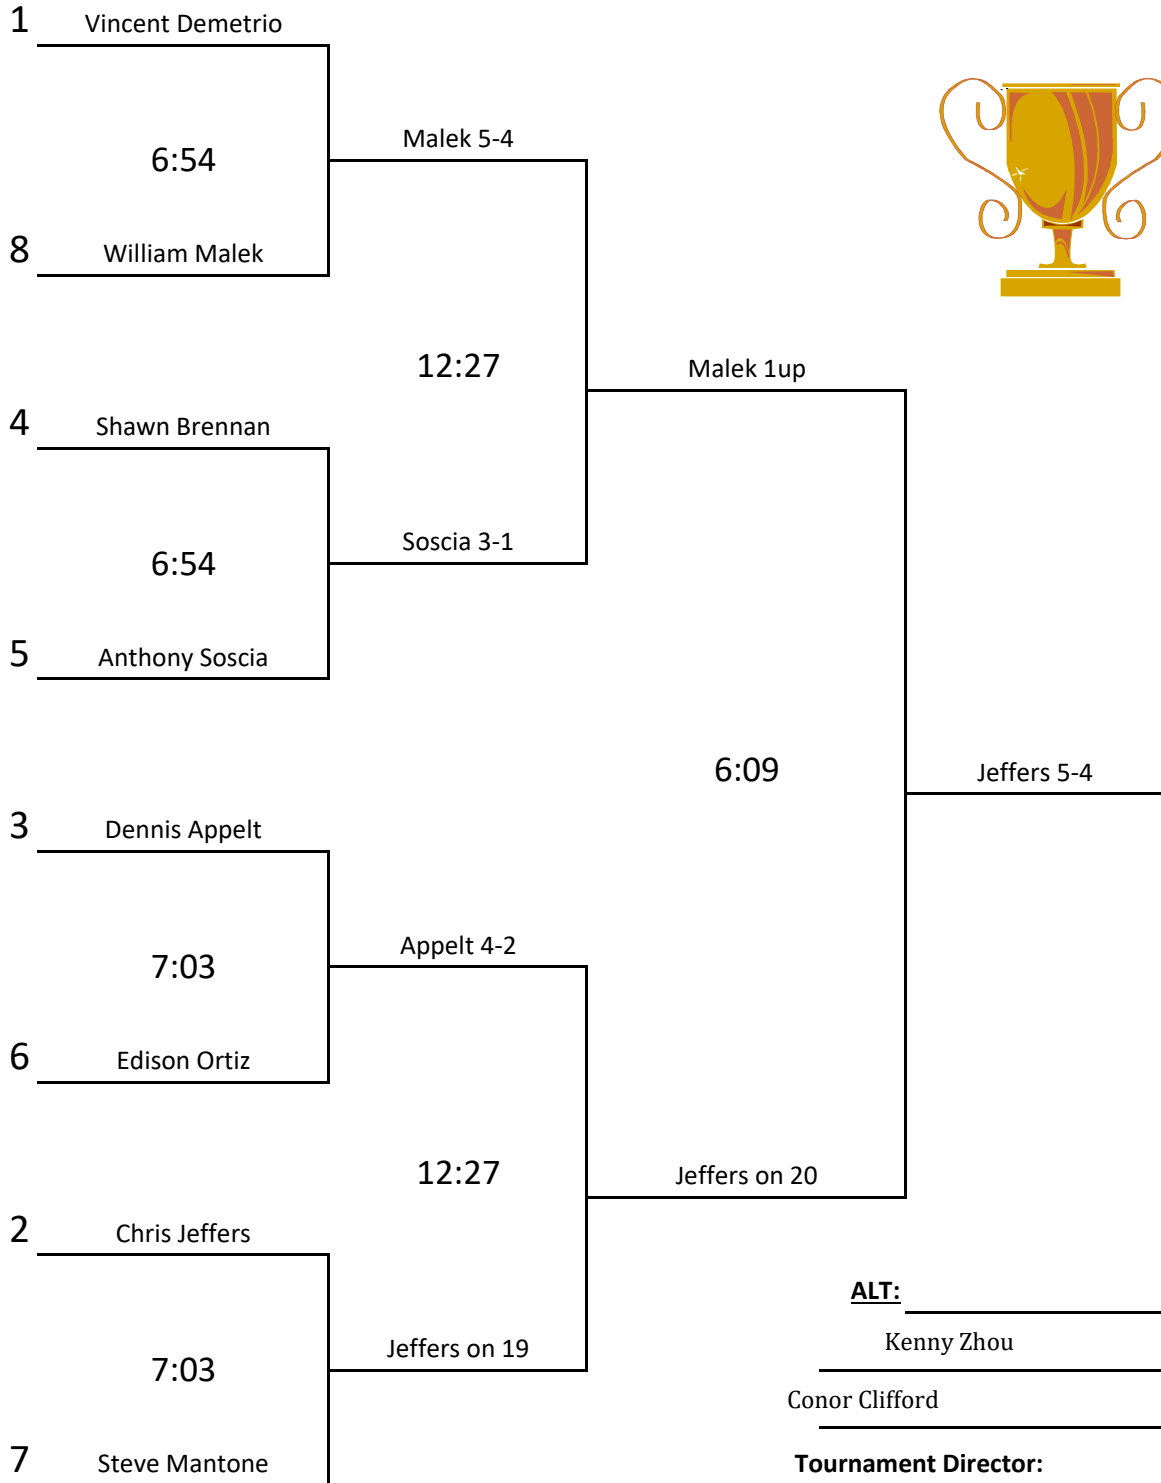 1 Vincent Demetrio
Malek 5-4
6:54
8 William Malek
12:27
Malek 1up
4 Shawn Brennan
Soscia 3-1
6:54
5 Anthony Soscia
6:09
Jeffers 5-4
3 Dennis Appelt
Appelt 4-2
7:03
6 Edison Ortiz
12:27
Jeffers on 20
2 Chris Jeffers
ALT:
Kenny Zhou
Jeffers on 19
7:03
Conor Clifford
7 Steve Mantone
Tournament Director: